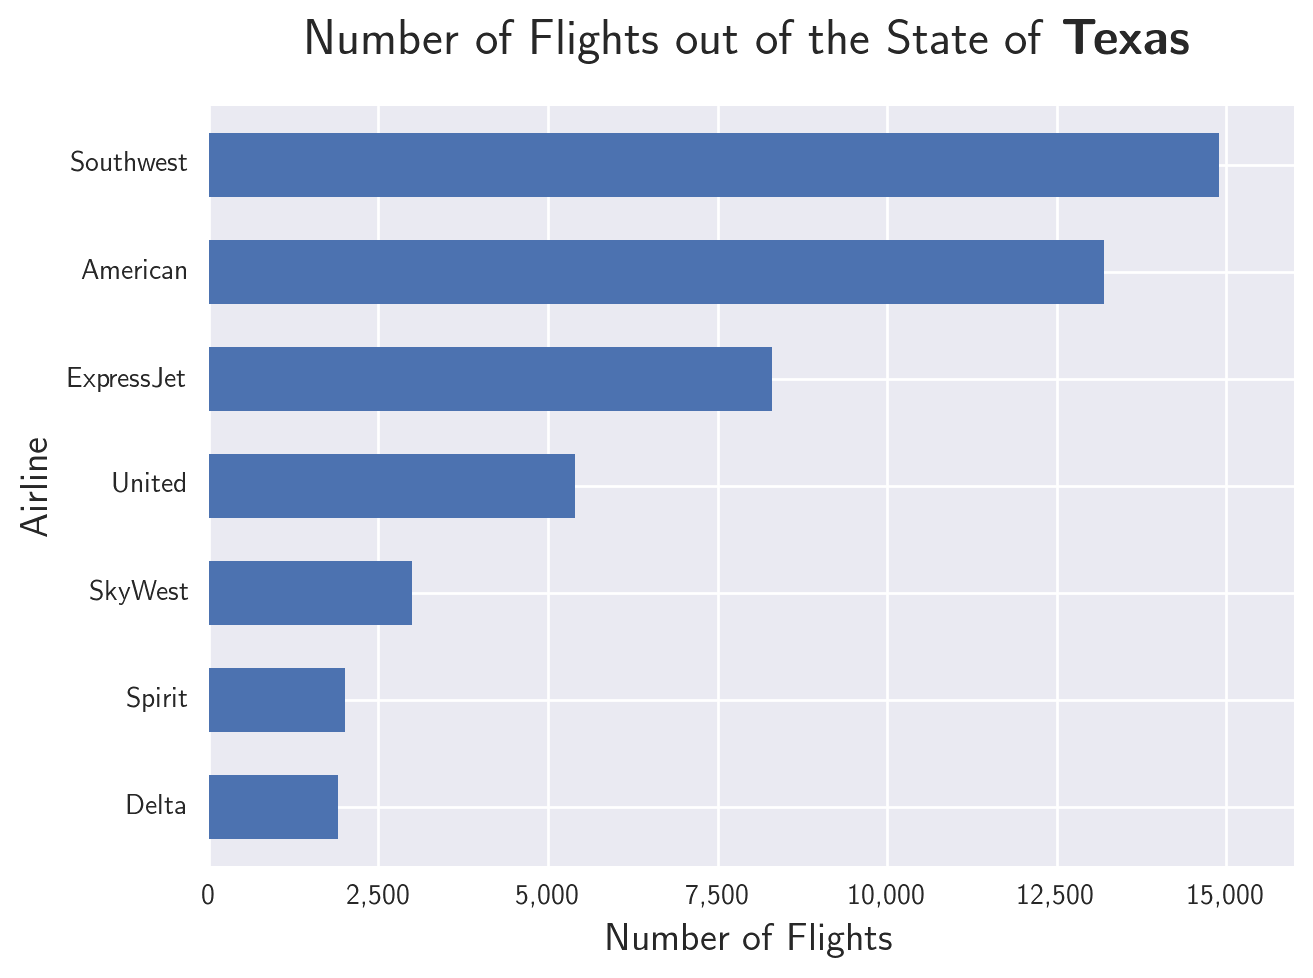 Number of Flights out of the State of Texas
Southwest
American
ExpressJet
United
SkyWest
Spirit
Delta
Airline
0 2,500 5,000 7,500 10,000 12,500 15,000
Number of Flights